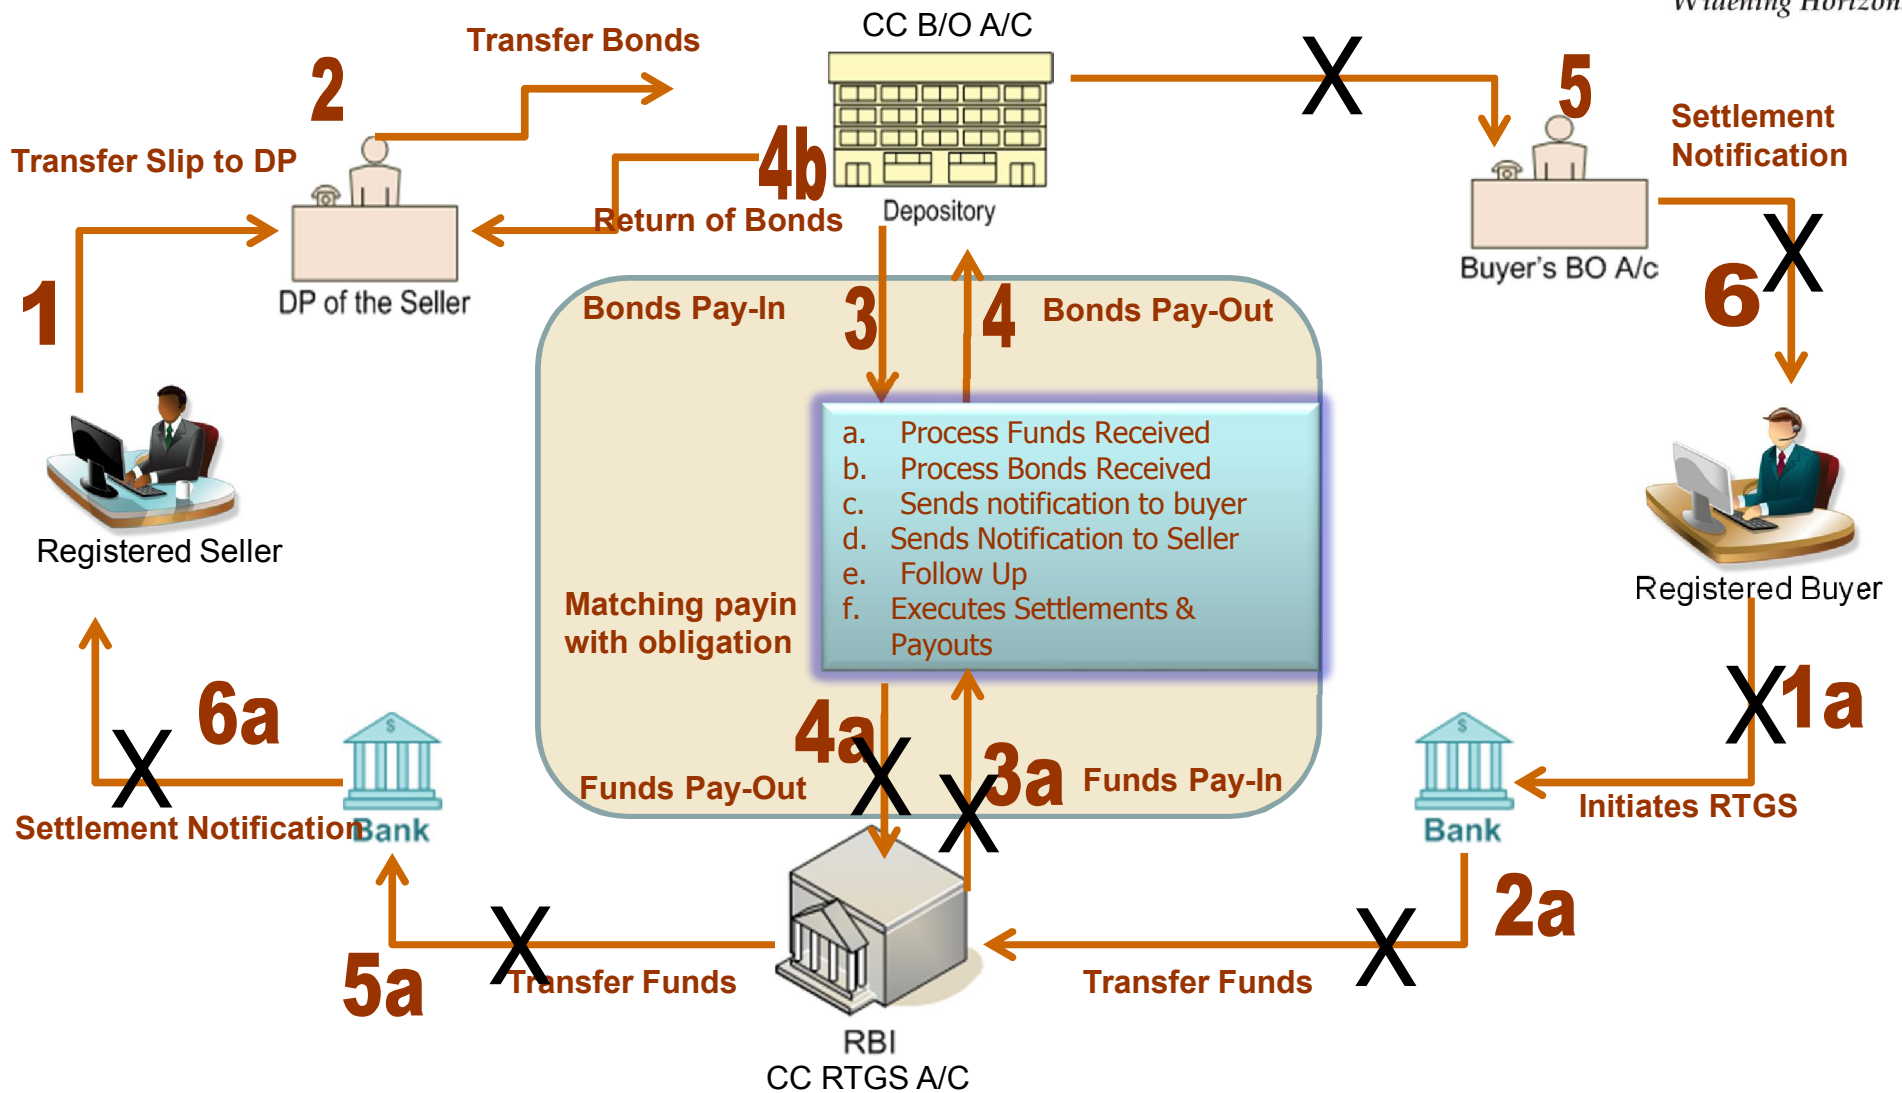 Widening Horizon
CC B/O A/C
Transfer Bonds
2
5
Settlement
Notification
Transfer Slip to DP
4b
X
Return of Bonds
Depository
Buyer's BO A/c
X
6
1
DP of the Seller
Bonds Pay-In
3
4
Bonds Pay-Out
a. Process Funds Received
b. Process Bonds Received
c. Sends notification to buyer
d. Sends Notification to Seller
e. Follow Up
f. Executes Settlements &
Payouts
Registered Seller
Registered Buyer
Matching payin
with obligation
6a
4a
X
3a
X
X
1a
X
Funds Pay-Out
Funds Pay-In
Initiates RTGS
Settlement Notification
$
Bank
$
Bank
2a
5a
X
Transfer Funds
X
Transfer Funds
RBI
CC RTGS A/C